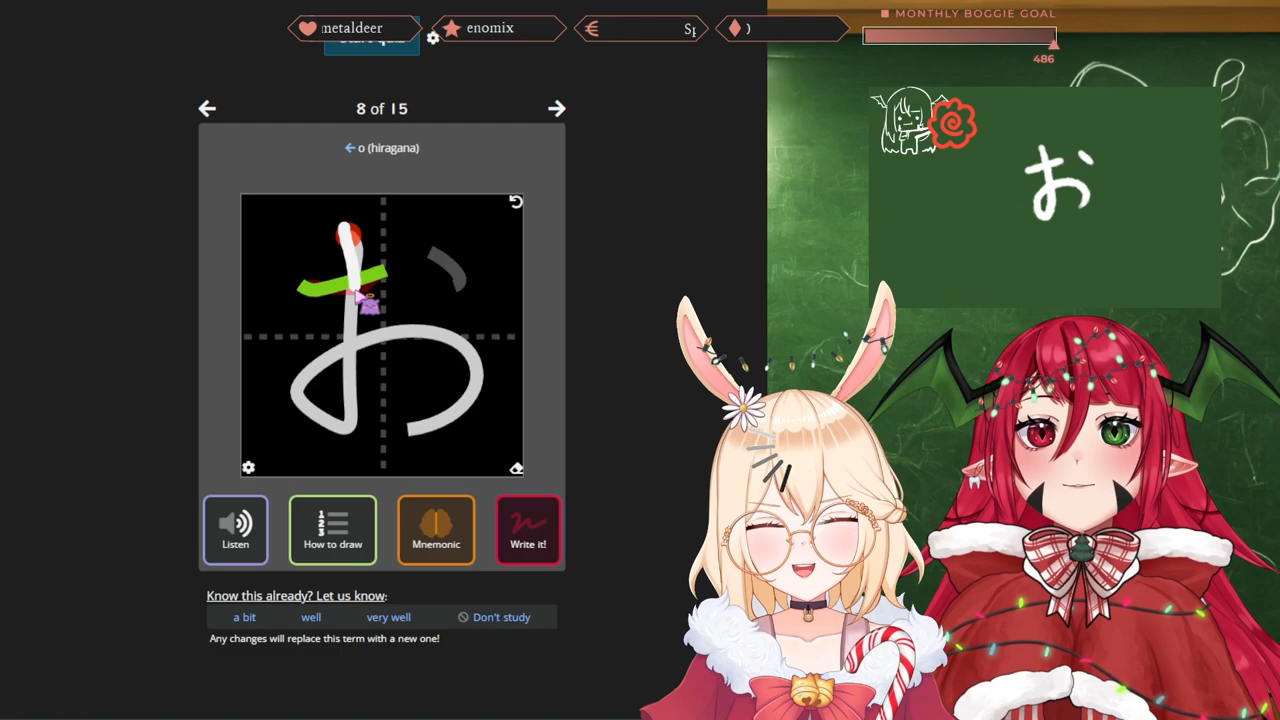 metaldeer
enomix
Sp
MONTHLY BOGGIE GOAL
486
8 of 15
o (hiragana)
お
お
Listen
How to draw
Mnemonic
Write it!
Know this already? Let us know:
a bit well very well Don't study
Any changes will replace this term with a new one!